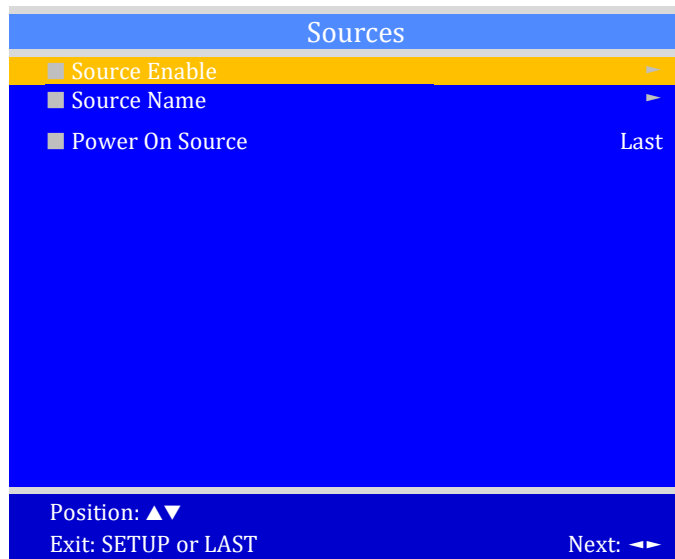 Sources
■ Source Enable ►
■ Source Name ►
■ Power On Source Last
Position: ▲▼
Exit: SETUP or LAST Next: ◄►